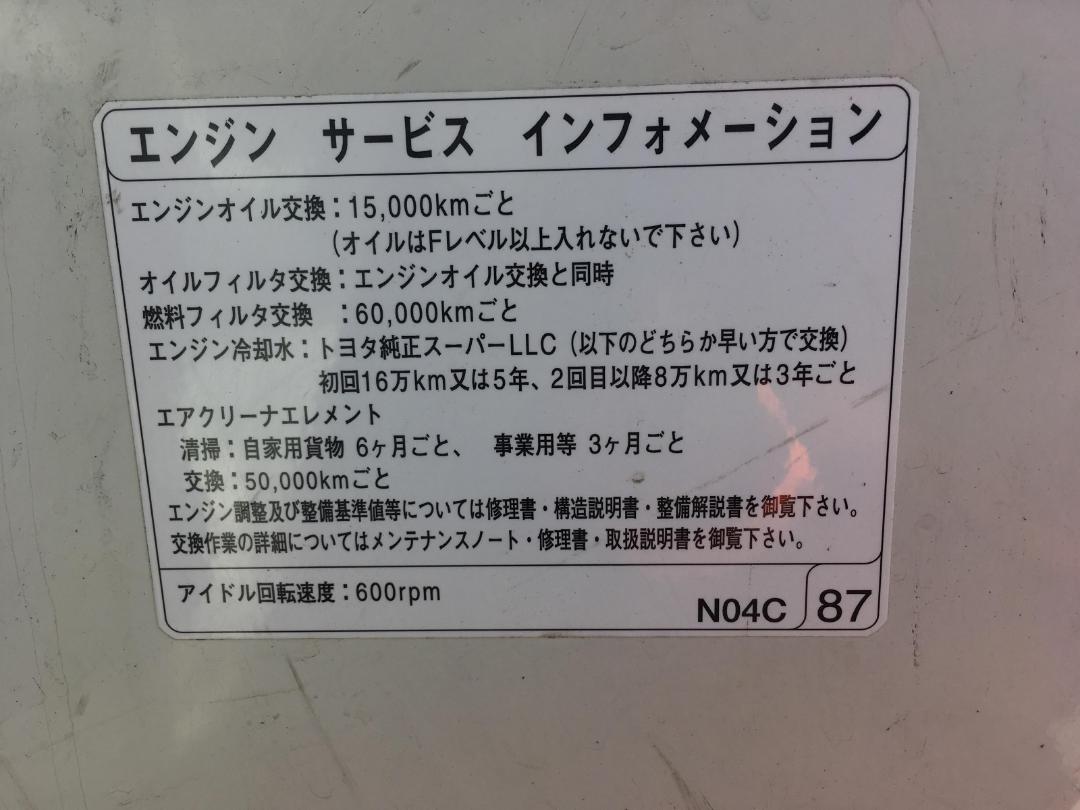 エンジン サービス インフォメーション
エンジンオイル交換：15,000kmごと
(オイルはFレベル以上入れないで下さい)
オイルフィルタ交換：エンジンオイル交換と同時
燃料フィルタ交換　：60,000kmごと
エンジン冷却水：トヨタ純正スーパーLLC（以下のどちらか早い方で交換）
初回16万km又は5年、2回目以降8万km又は3年ごと
エアクリーナエレメント
清掃：自家用貨物 6ヶ月ごと、　事業用等 3ヶ月ごと
交換：50,000kmごと
エンジン調整及び整備基準値等については修理書・構造説明書・整備解説書を御覧下さい。
交換作業の詳細についてはメンテナンスノート・修理書・取扱説明書を御覧下さい。
アイドル回転速度：600rpm
N04C 87